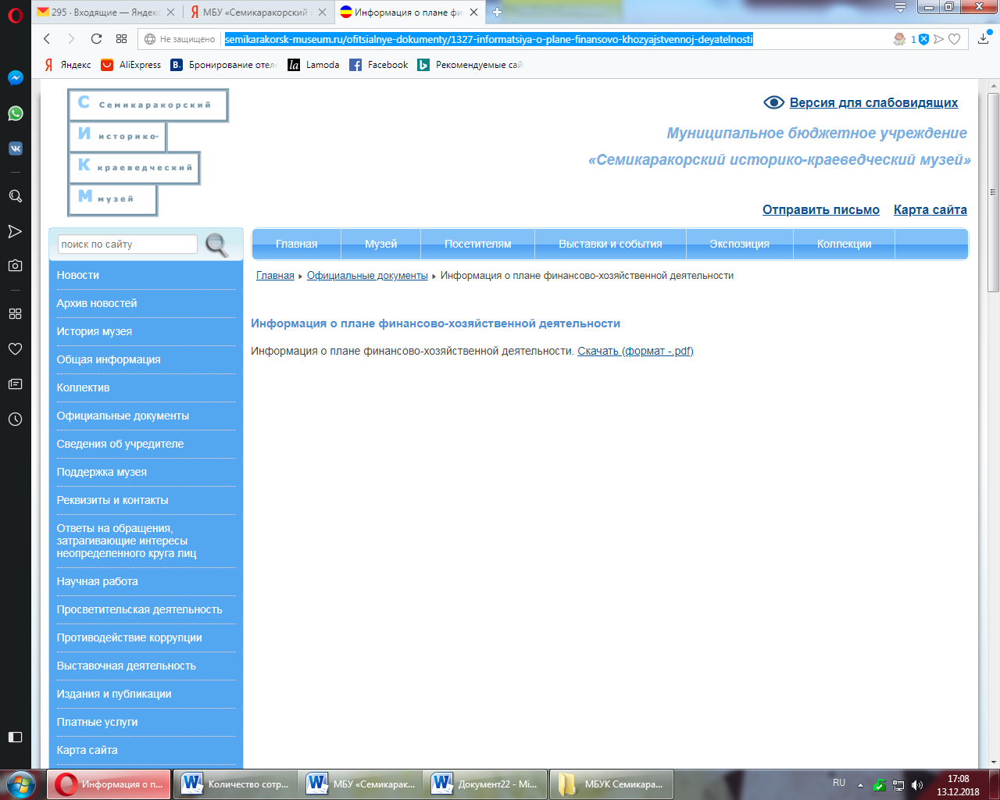 295 · Входящие — Яндекс
МБУ «Семикаракорский
Информация о плане фи
Не защищено
semikarakorsk-museum.ru/ofitsialnye-dokumenty/1327-informatsiya-o-plane-finansovo-khozyajstvennoj-deyatelnosti
1
Яндекс
AliExpress
Бронирование отеле
Lamoda
Facebook
Рекомендуемые сай
С Семикаракорский
И историко-
К краеведческий
М музей
Версия для слабовидящих
Муниципальное бюджетное учреждение
«Семикаракорский историко-краеведческий музей»
Отправить письмо Карта сайта
поиск по сайту
Главная Музей Посетителям Выставки и события Экспозиция Коллекции
Главная Официальные документы Информация о плане финансово-хозяйственной деятельности
Информация о плане финансово-хозяйственной деятельности
Информация о плане финансово-хозяйственной деятельности. Скачать (формат -.pdf)
Новости
Архив новостей
История музея
Общая информация
Коллектив
Официальные документы
Сведения об учредителе
Поддержка музея
Реквизиты и контакты
Ответы на обращения,
затрагивающие интересы
неопределенного круга лиц
Научная работа
Просветительская деятельность
Противодействие коррупции
Выставочная деятельность
Издания и публикации
Платные услуги
Карта сайта
Информация о п...
Количество сотр...
МБУ «Семикарак...
Документ22 - Mi...
МБУК Семикара...
RU
17:08
13.12.2018